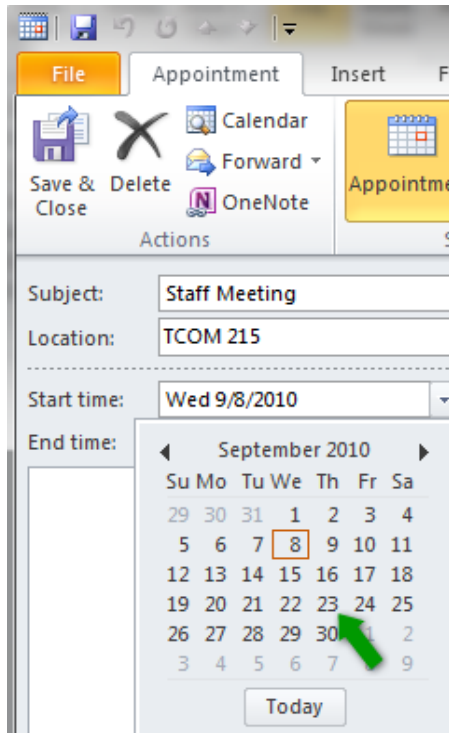 File Appointment Insert F
Calendar
Forward
Save & Close Delete OneNote
Actions
Subject: Staff Meeting
Location: TCOM 215
Start time: Wed 9/8/2010
End time:
September 2010
Su Mo Tu We Th Fr Sa
29 30 31 1 2 3 4
5 6 7 8 9 10 11
12 13 14 15 16 17 18
19 20 21 22 23 24 25
26 27 28 29 30 2
3 4 5 6 7 9
Today